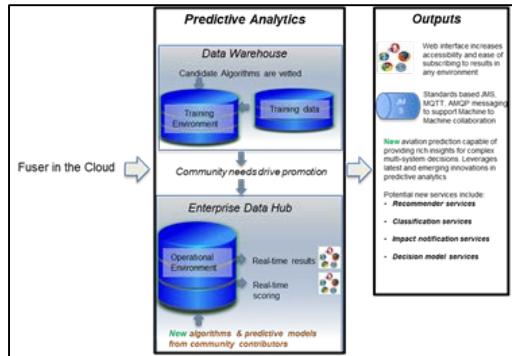 Predictive Analytics
Data Warehouse
Candidate Algorithms are vetted
Training
Environment
Training data
Fuser in the Cloud
Community needs drive promotion
Enterprise Data Hub
Operational
Environment
Real-time results
Real-time
scoring
New algorithms & predictive models
from community contributors
Outputs
Web interface increases
accessibility and ease of
subscribing to results in
any environment
JM
S
Standards based JMS,
MQTT, AMQP messaging
to support Machine to
Machine collaboration
New aviation prediction capable of
providing rich insights for complex
multi-system decisions. Leverages
latest and emerging innovations in
predictive analytics
Potential new services include:
- Recommender services
- Classification services
- Impact notification services
- Decision model services